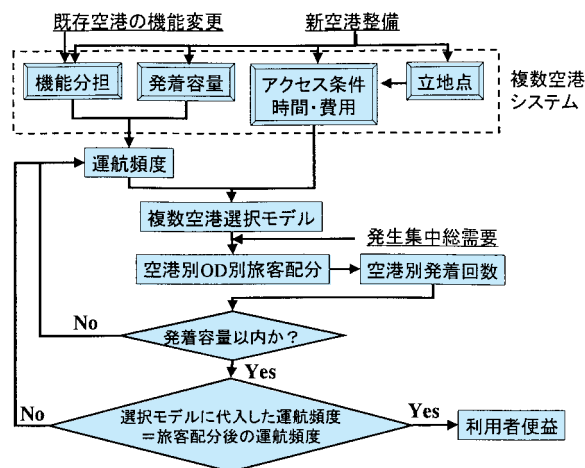 既存空港の機能変更
新空港整備
機能分担
発着容量
アクセス条件
時間・費用
立地点
複数空港
システム
運航頻度
複数空港選択モデル
発生集中総需要
空港別OD別旅客配分
空港別発着回数
No
発着容量以内か?
Yes
No
選択モデルに代入した運航頻度
=旅客配分後の運航頻度
Yes
利用者便益